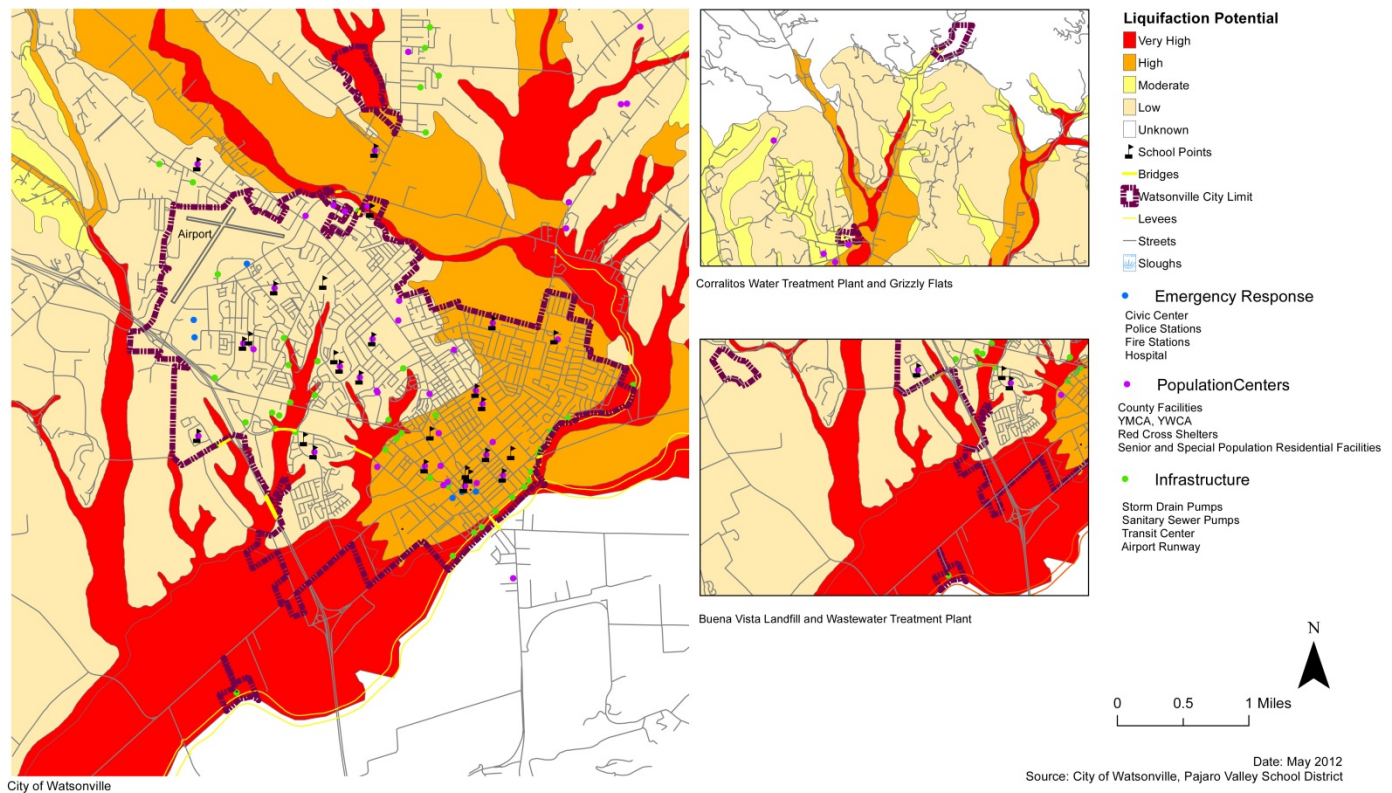 Airport
City of Watsonville
Corralitos Water Treatment Plant and Grizzly Flats
Buena Vista Landfill and Wastewater Treatment Plant
Liquifaction Potential
Very High
High
Moderate
Low
Unknown
School Points
Bridges
Watsonville City Limit
Levees
Streets
Sloughs
Emergency Response
Civic Center
Police Stations
Fire Stations
Hospital
PopulationCenters
County Facilities
YMCA, YWCA
Red Cross Shelters
Senior and Special Population Residential Facilities
Infrastructure
Storm Drain Pumps
Sanitary Sewer Pumps
Transit Center
Airport Runway
N
0 0.5 1 Miles
Date: May 2012
Source: City of Watsonville, Pajaro Valley School District